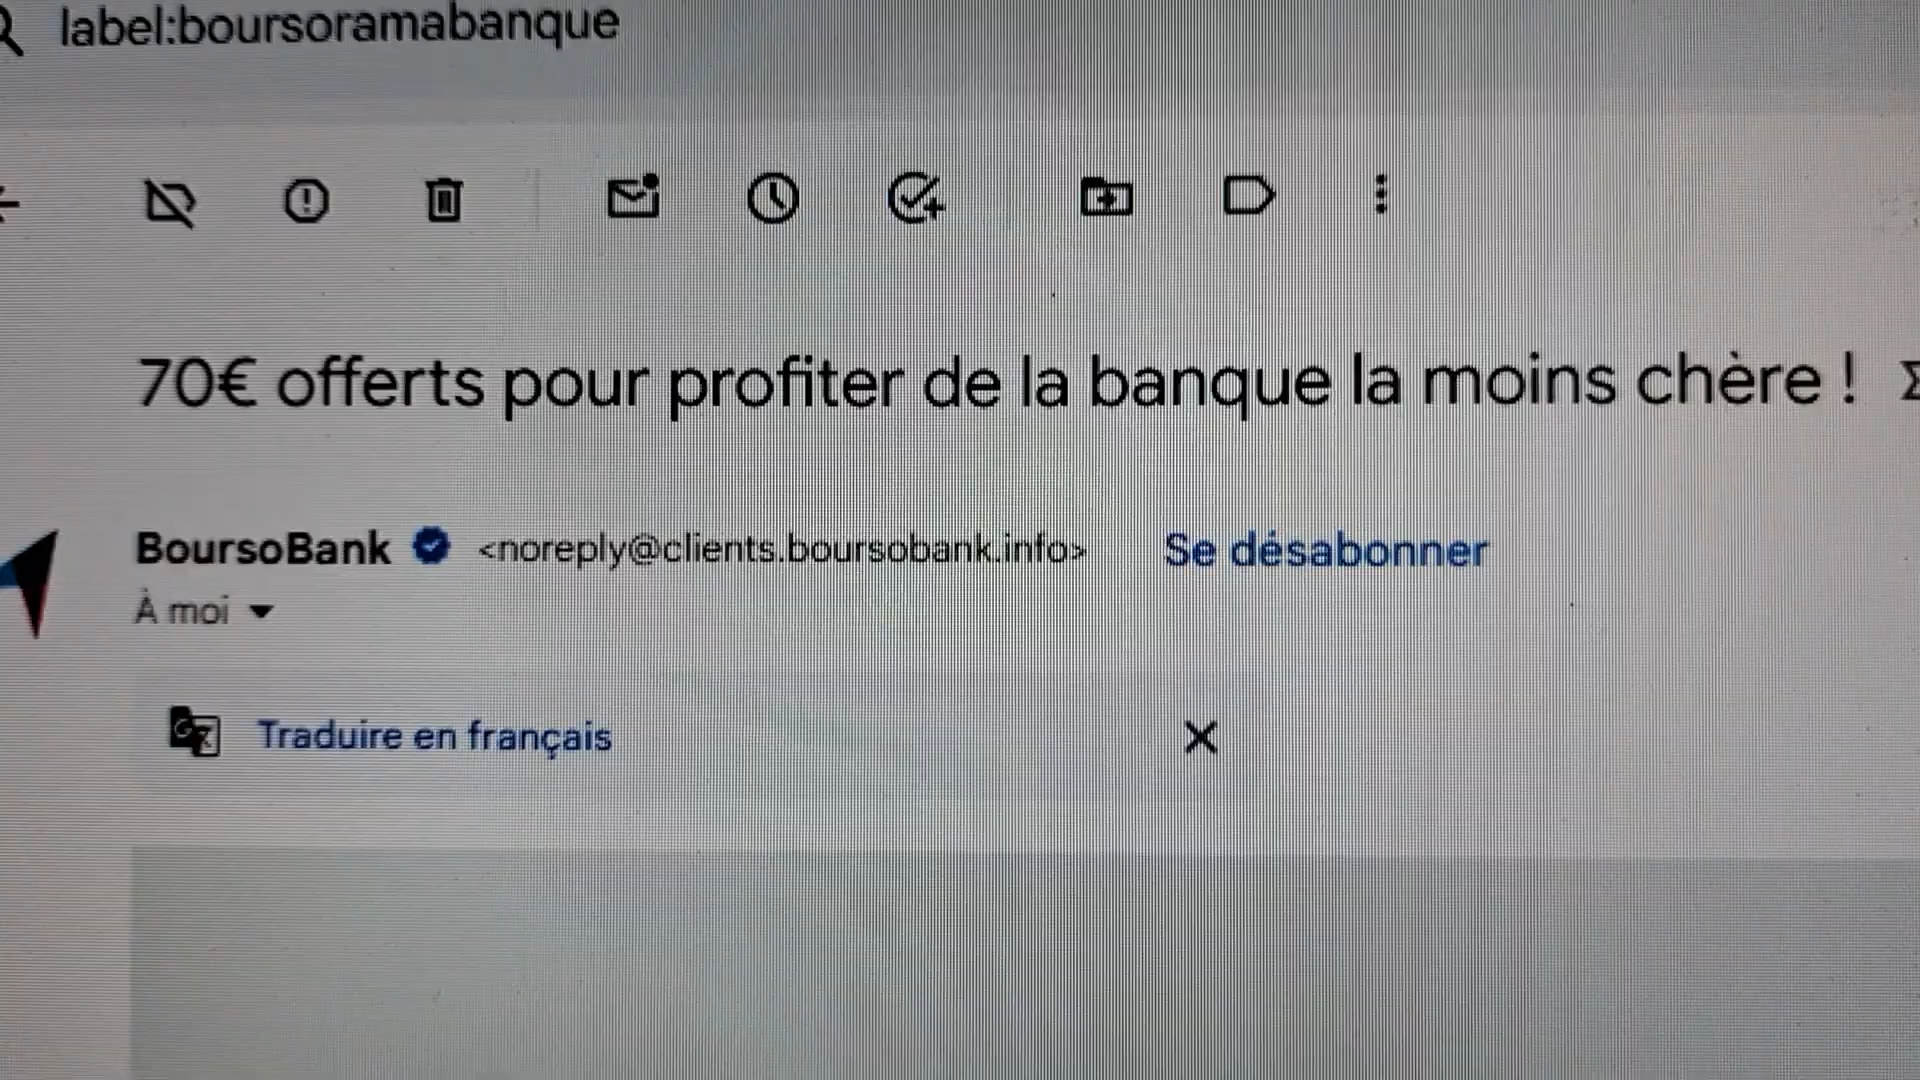 label:boursoramabanque
70€ offerts pour profiter de la banque la moins chère !
BoursoBank <noreply@clients.boursobank.info> Se désabonner
À moi
Traduire en français